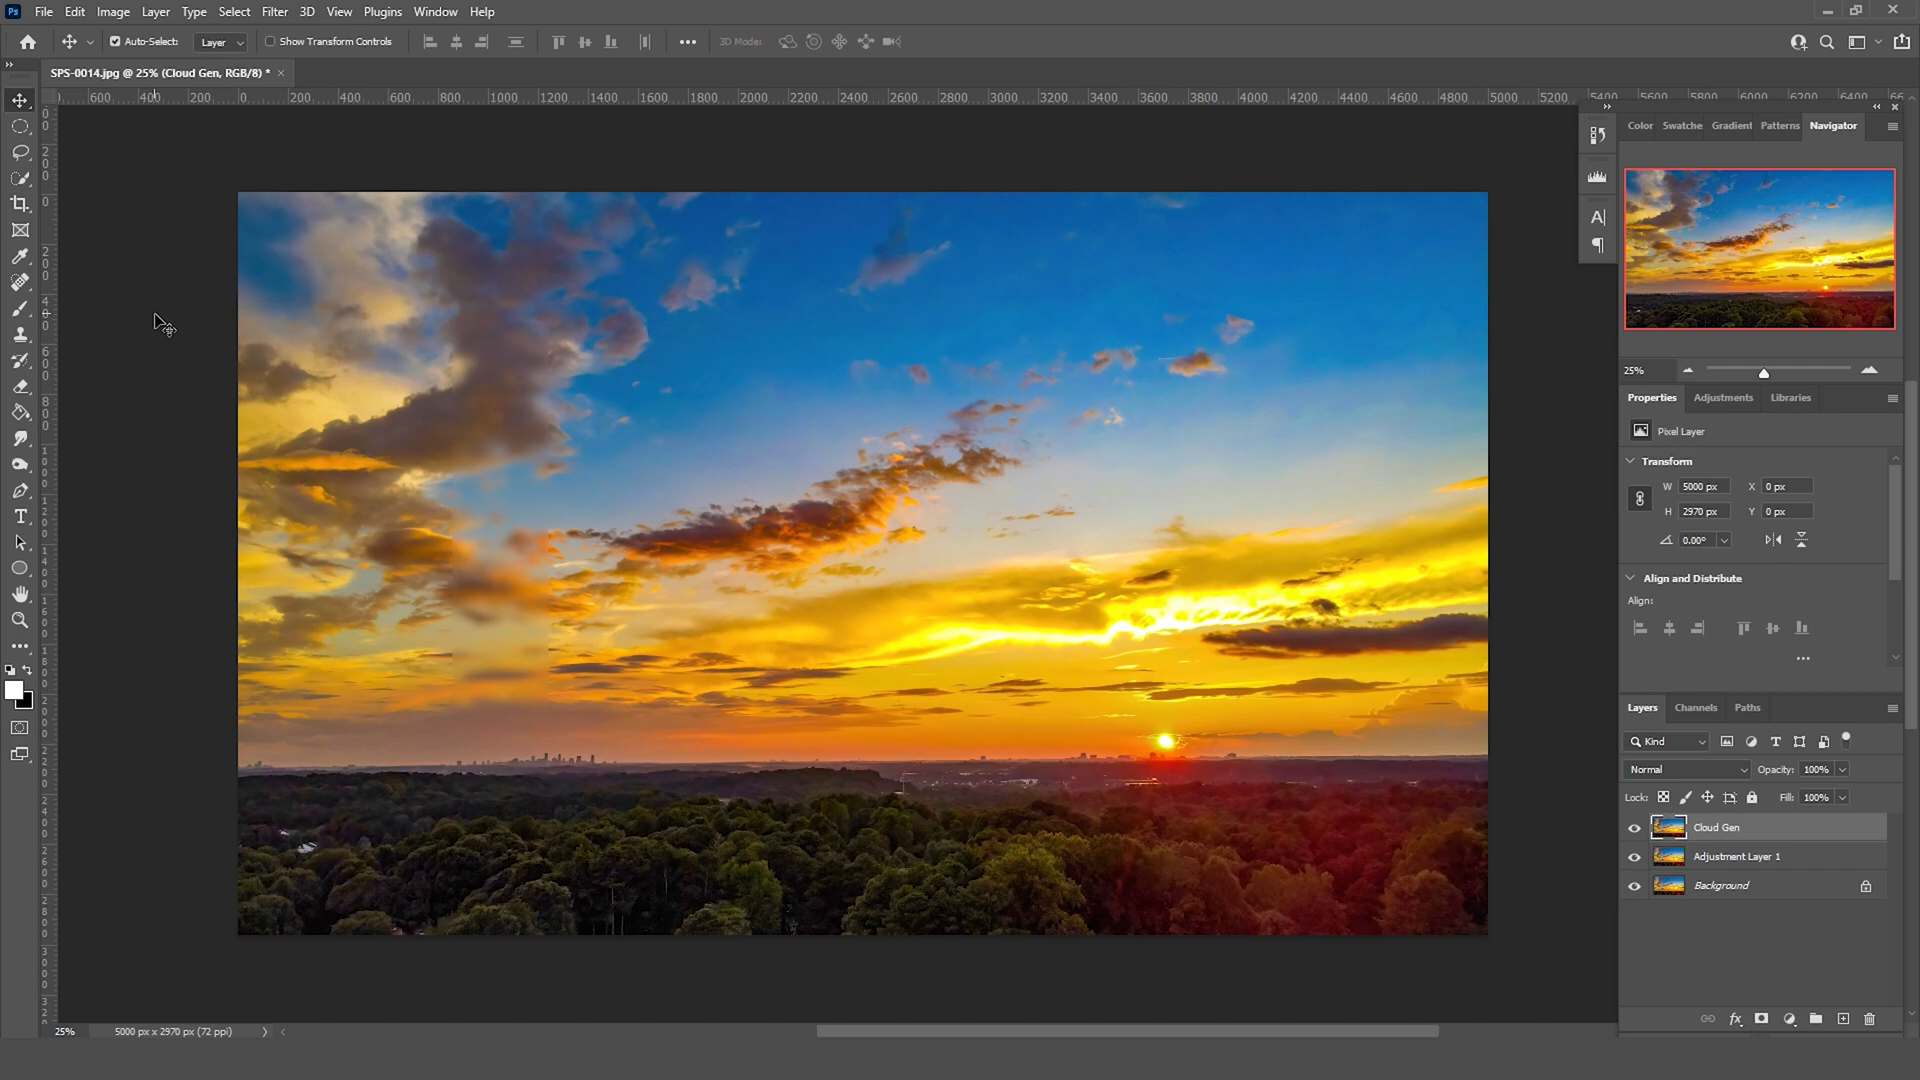 Ps File Edit Image Layer Type Select Filter 3D View Plugins Window Help
Auto-Select: Layer Show Transform Controls 3D Mode:
SPS-0014.jpg @ 25% (Cloud Gen, RGB/8) *
600 400 200 0 200 400 600 800 1000 1200 1400 1600 1800 2000 2200 2400 2600 2800 3000 3200 3400 3600 3800 4000 4200 4400 4600 4800 5000 5200 5400 5600 5800 6000 6200 6400
Color Swatche Gradient Patterns Navigator
25%
Properties Adjustments Libraries
Pixel Layer
Transform
W 5000 px X 0 px
H 2970 px Y 0 px
0.00°
Align and Distribute
Align:
Layers Channels Paths
Kind
Normal Opacity: 100%
Lock: Fill: 100%
Cloud Gen
Adjustment Layer 1
Background
25% 5000 px x 2970 px (72 ppi)